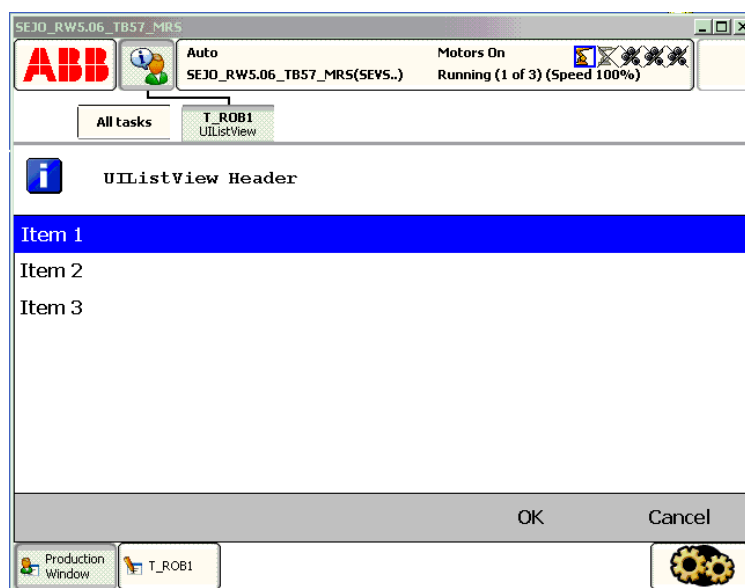 SEJO_RW5.06_TB57_MRS
ABB
Auto
Motors On
SEJO_RW5.06_TB57_MRS(SEVS..)
Running (1 of 3) (Speed 100%)
All tasks
T_ROB1
UIListView
i
UIListView Header
Item 1
Item 2
Item 3
OK
Cancel
Production
Window
T_ROB1